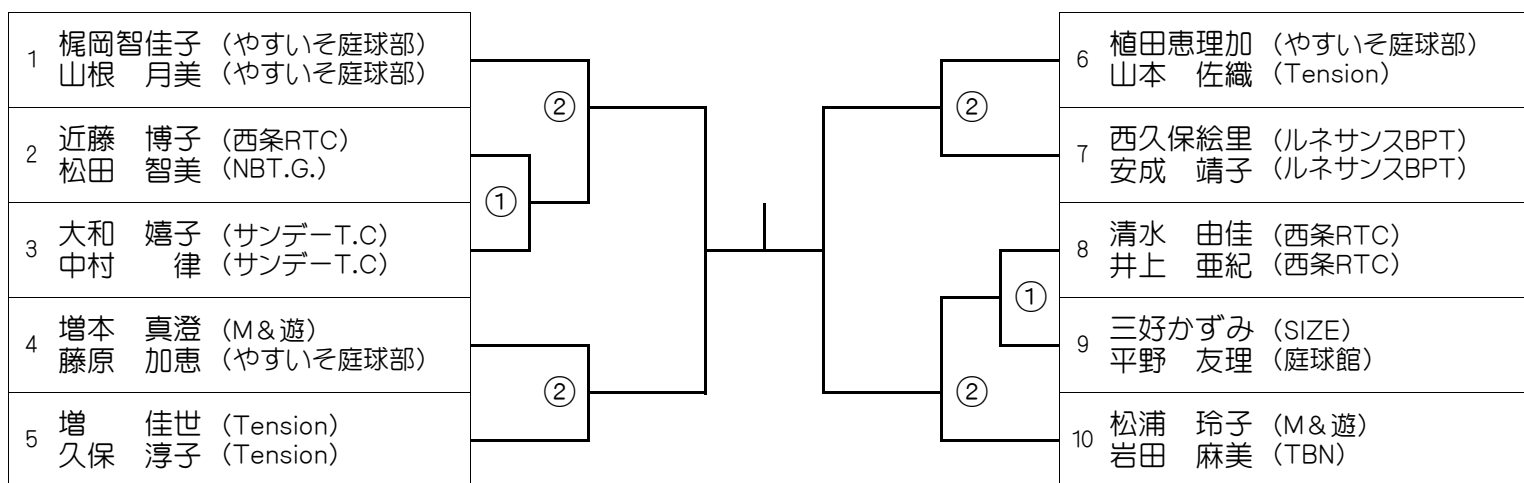 1
梶岡智佳子 (やすいそ庭球部)
山根　月美 (やすいそ庭球部)
2
近藤　博子 (西条RTC)
松田　智美 (NBT.G.)
3
大和　嬉子 (サンデーT.C)
中村　　律 (サンデーT.C)
4
増本　真澄 (M&遊)
藤原　加恵 (やすいそ庭球部)
5
増　　佳世 (Tension)
久保　淳子 (Tension)
②
①
②
②
①
②
6
植田恵理加 (やすいそ庭球部)
山本　佐織 (Tension)
7
西久保絵里 (ルネサンスBPT)
安成　靖子 (ルネサンスBPT)
8
清水　由佳 (西条RTC)
井上　亜紀 (西条RTC)
9
三好かずみ (SIZE)
平野　友理 (庭球館)
10
松浦　玲子 (M&遊)
岩田　麻美 (TBN)